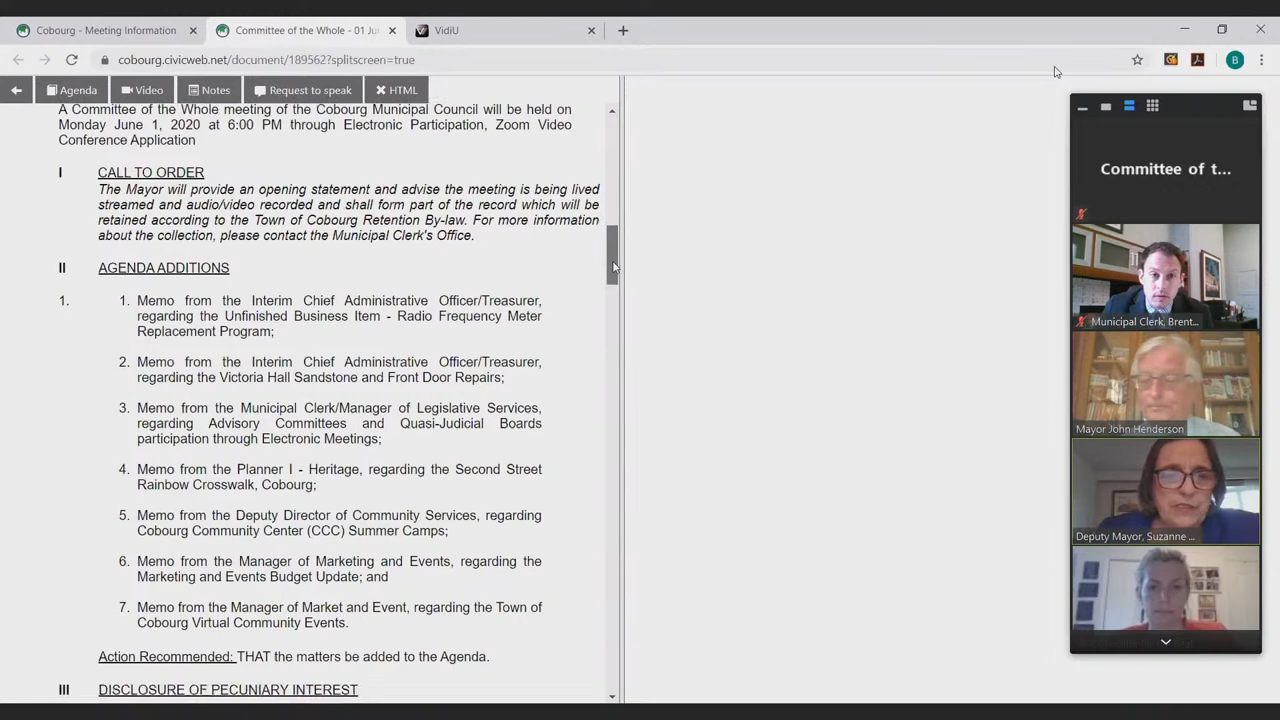 Cobourg - Meeting Information
Committee of the Whole - 01 Ju
VidiU
cobourg.civicweb.net/document/189562?splitscreen=true
B
Agenda
Video
Notes
Request to speak
HTML
A Committee of the Whole meeting of the Cobourg Municipal Council will be held on
Monday June 1, 2020 at 6:00 PM through Electronic Participation, Zoom Video
Conference Application
I CALL TO ORDER
The Mayor will provide an opening statement and advise the meeting is being lived
streamed and audio/video recorded and shall form part of the record which will be
retained according to the Town of Cobourg Retention By-law. For more information
about the collection, please contact the Municipal Clerk's Office.
II AGENDA ADDITIONS
1. 1. Memo from the Interim Chief Administrative Officer/Treasurer,
regarding the Unfinished Business Item - Radio Frequency Meter
Replacement Program;
2. Memo from the Interim Chief Administrative Officer/Treasurer,
regarding the Victoria Hall Sandstone and Front Door Repairs;
3. Memo from the Municipal Clerk/Manager of Legislative Services,
regarding Advisory Committees and Quasi-Judicial Boards
participation through Electronic Meetings;
4. Memo from the Planner I - Heritage, regarding the Second Street
Rainbow Crosswalk, Cobourg;
5. Memo from the Deputy Director of Community Services, regarding
Cobourg Community Center (CCC) Summer Camps;
6. Memo from the Manager of Marketing and Events, regarding the
Marketing and Events Budget Update; and
7. Memo from the Manager of Market and Event, regarding the Town of
Cobourg Virtual Community Events.
Action Recommended: THAT the matters be added to the Agenda.
III DISCLOSURE OF PECUNIARY INTEREST
Committee of t...
Municipal Clerk, Brent...
Mayor John Henderson
Deputy Mayor, Suzanne ...